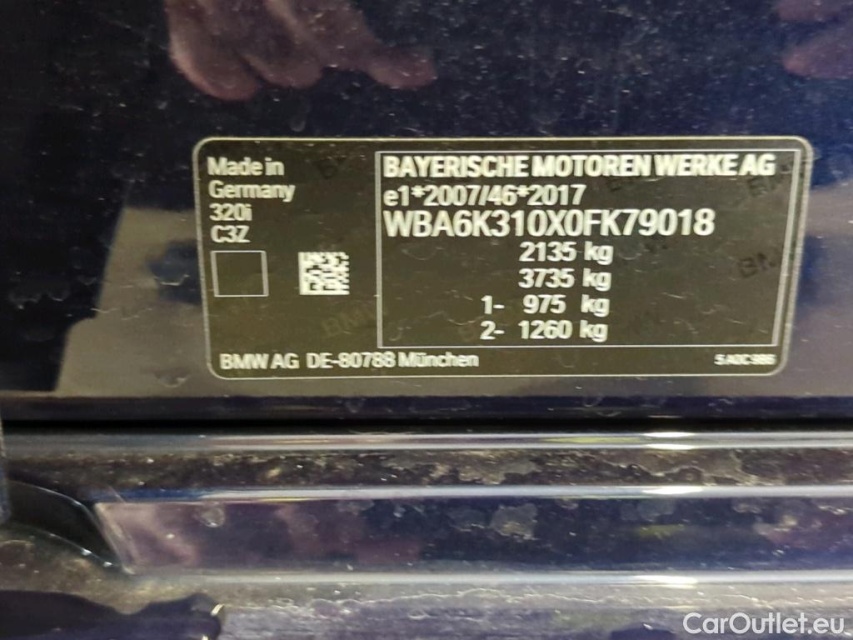 Made in
Germany
320i
C3Z
BAYERISCHE MOTOREN WERKE AG
e1*2007/46*2017
WBA6K310X0FK79018
2135 kg
3735 kg
1- 975 kg
2- 1260 kg
BMW AG DE-80788 München
CarOutlet.eu